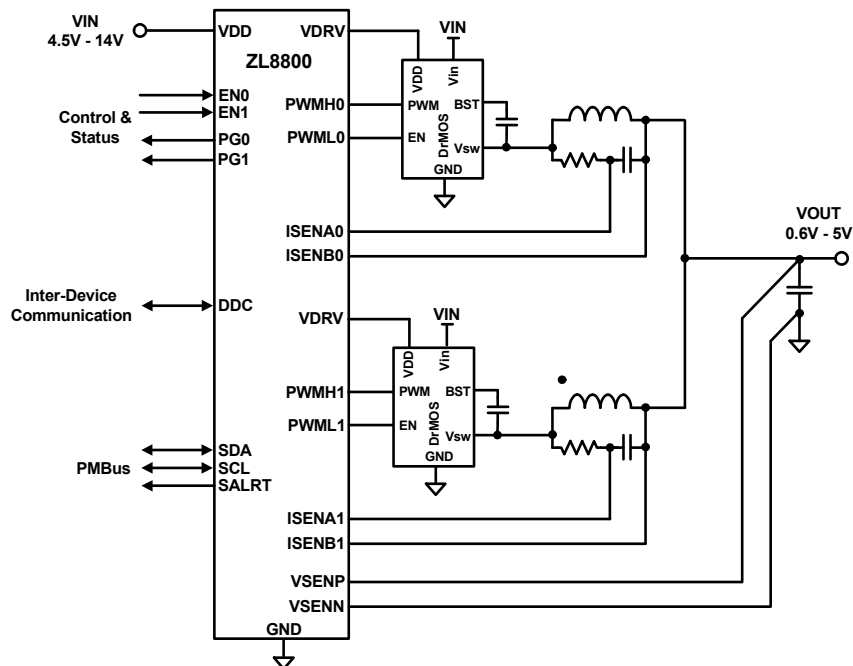 VIN
4.5V - 14V
VDD
VDRV
ZL8800
VIN
VDD
Vin
PWM
BST
EN
DrMOS
Vsw
GND
EN0
EN1
Control &
Status
PG0
PG1
PWMH0
PWML0
ISENA0
ISENB0
VOUT
0.6V - 5V
Inter-Device
Communication
DDC
VDRV
VIN
VDD
Vin
PWM
BST
EN
DrMOS
Vsw
GND
PWMH1
PWML1
PMBus
SDA
SCL
SALRT
ISENA1
ISENB1
VSENP
VSENN
GND